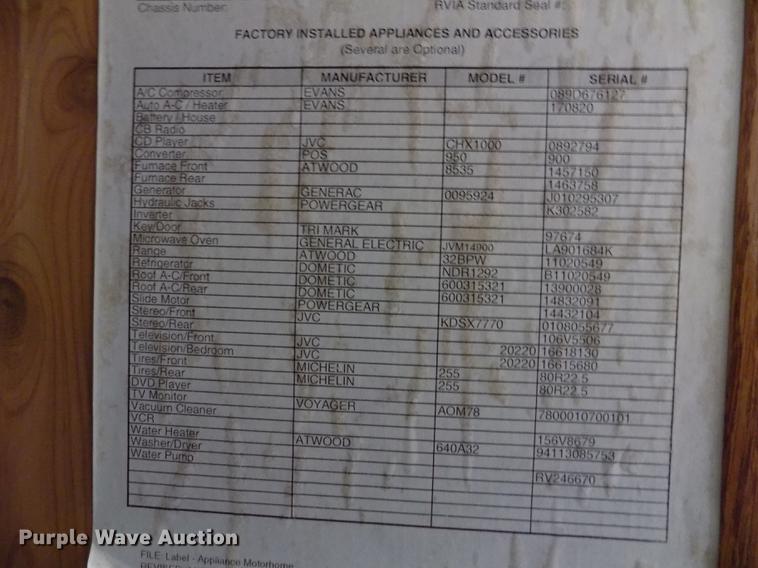 Chassis Number: RVIA Standard Seal #:
FACTORY INSTALLED APPLIANCES AND ACCESSORIES
(Several are Optional)
ITEM MANUFACTURER MODEL # SERIAL #
A/C Compressor EVANS 089D676127
Auto A-C / Heater EVANS 170820
Battery / House
CB Radio
CD Player JVC CHX1000 0892794
Converter POS 950 900
Furnace Front ATWOOD 8535 1457150
Furnace Rear 1463758
Generator GENERAC 0095924 J010295307
Hydraulic Jacks POWERGEAR K302582
Inverter
Key/Door TRI MARK 97674
Microwave Oven GENERAL ELECTRIC JVM14900 LA901684K
Range ATWOOD 32BPW 11020549
Refrigerator DOMETIC NDR1292 B11020549
Roof A-C/Front DOMETIC 600315321 13900028
Roof A-C/Rear DOMETIC 600315321 14832091
Slide Motor POWERGEAR 14432104
Stereo/Front JVC KDSX7770 0108055677
Stereo/Rear 106V5506
Television/Front JVC 20220 16618130
Television/Bedroom JVC 20220 16615680
Tires/Front MICHELIN 255 80R22.5
Tires/Rear MICHELIN 255 80R22.5
DVD Player
TV Monitor VOYAGER AOM78 7800010700101
Vacuum Cleaner
VCR 156V8679
Water Heater ATWOOD 640A32 94113085753
Washer/Dryer
Water Pump RV246670
FILE: Label - Appliance Motorhome
Purple Wave Auction